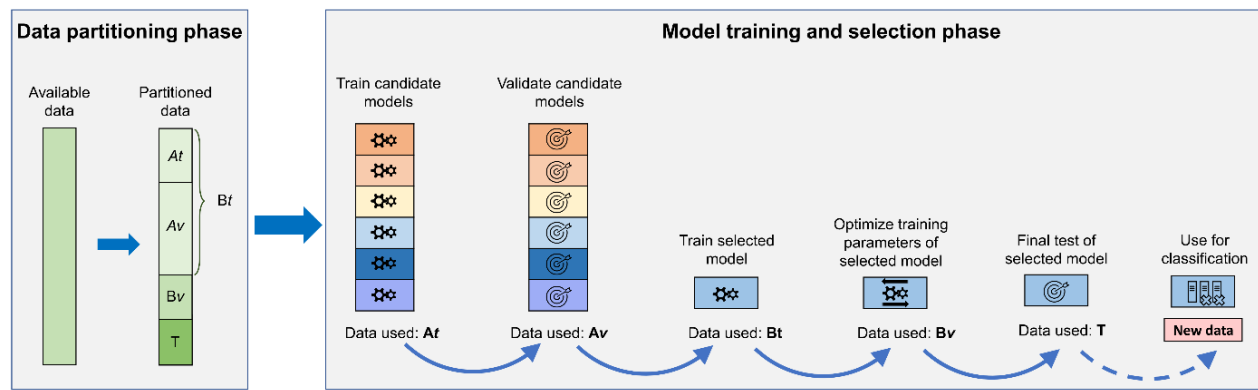 Data partitioning phase
Available
data
Partitioned
data
At
Av
Bt
Bv
T
Model training and selection phase
Train candidate
models
Validate candidate
models
Train selected
model
Optimize training
parameters of
selected model
Final test of
selected model
Use for
classification
New data
Data used: At
Data used: Av
Data used: Bt
Data used: Bv
Data used: T